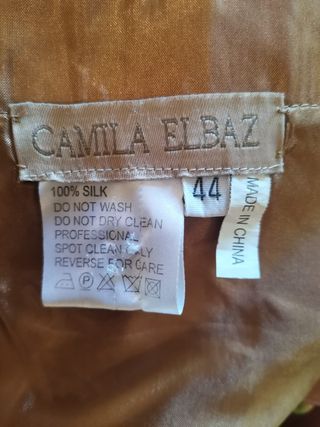 CAMILA ELBAZ
44
MADE IN CHINA
100% SILK
DO NOT WASH
DO NOT DRY CLEAN
PROFESSIONAL
SPOT CLEAN ONLY
REVERSE FOR CARE